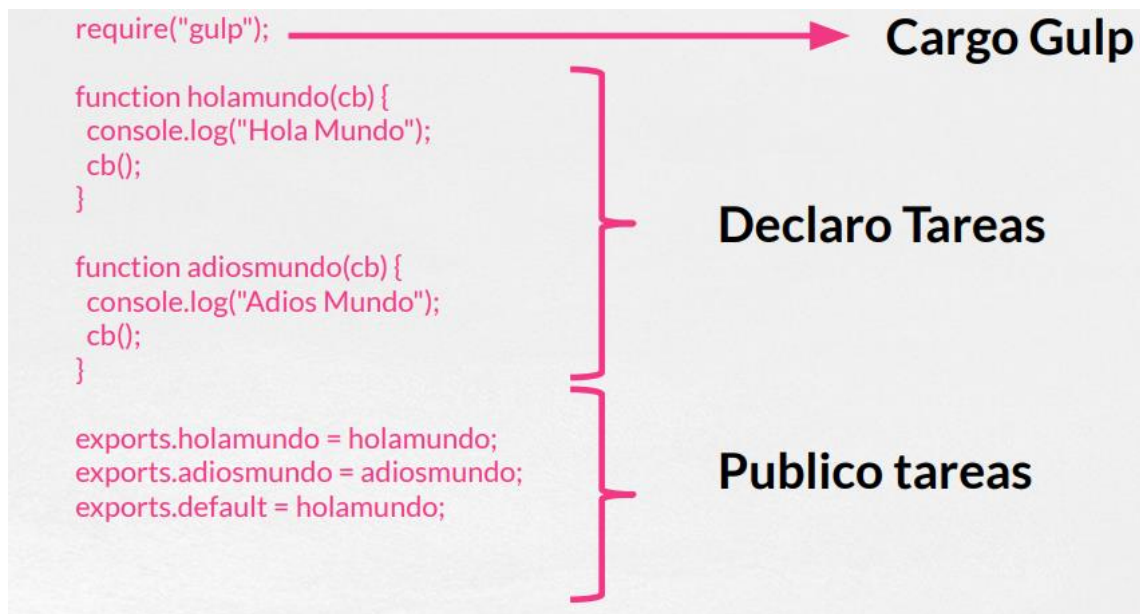 require("gulp");
Cargo Gulp
function holamundo(cb) {
console.log("Hola Mundo");
cb();
}
function adiosmundo(cb) {
console.log("Adios Mundo");
cb();
}
Declaro Tareas
exports.holamundo = holamundo;
exports.adiosmundo = adiosmundo;
exports.default = holamundo;
Publico tareas